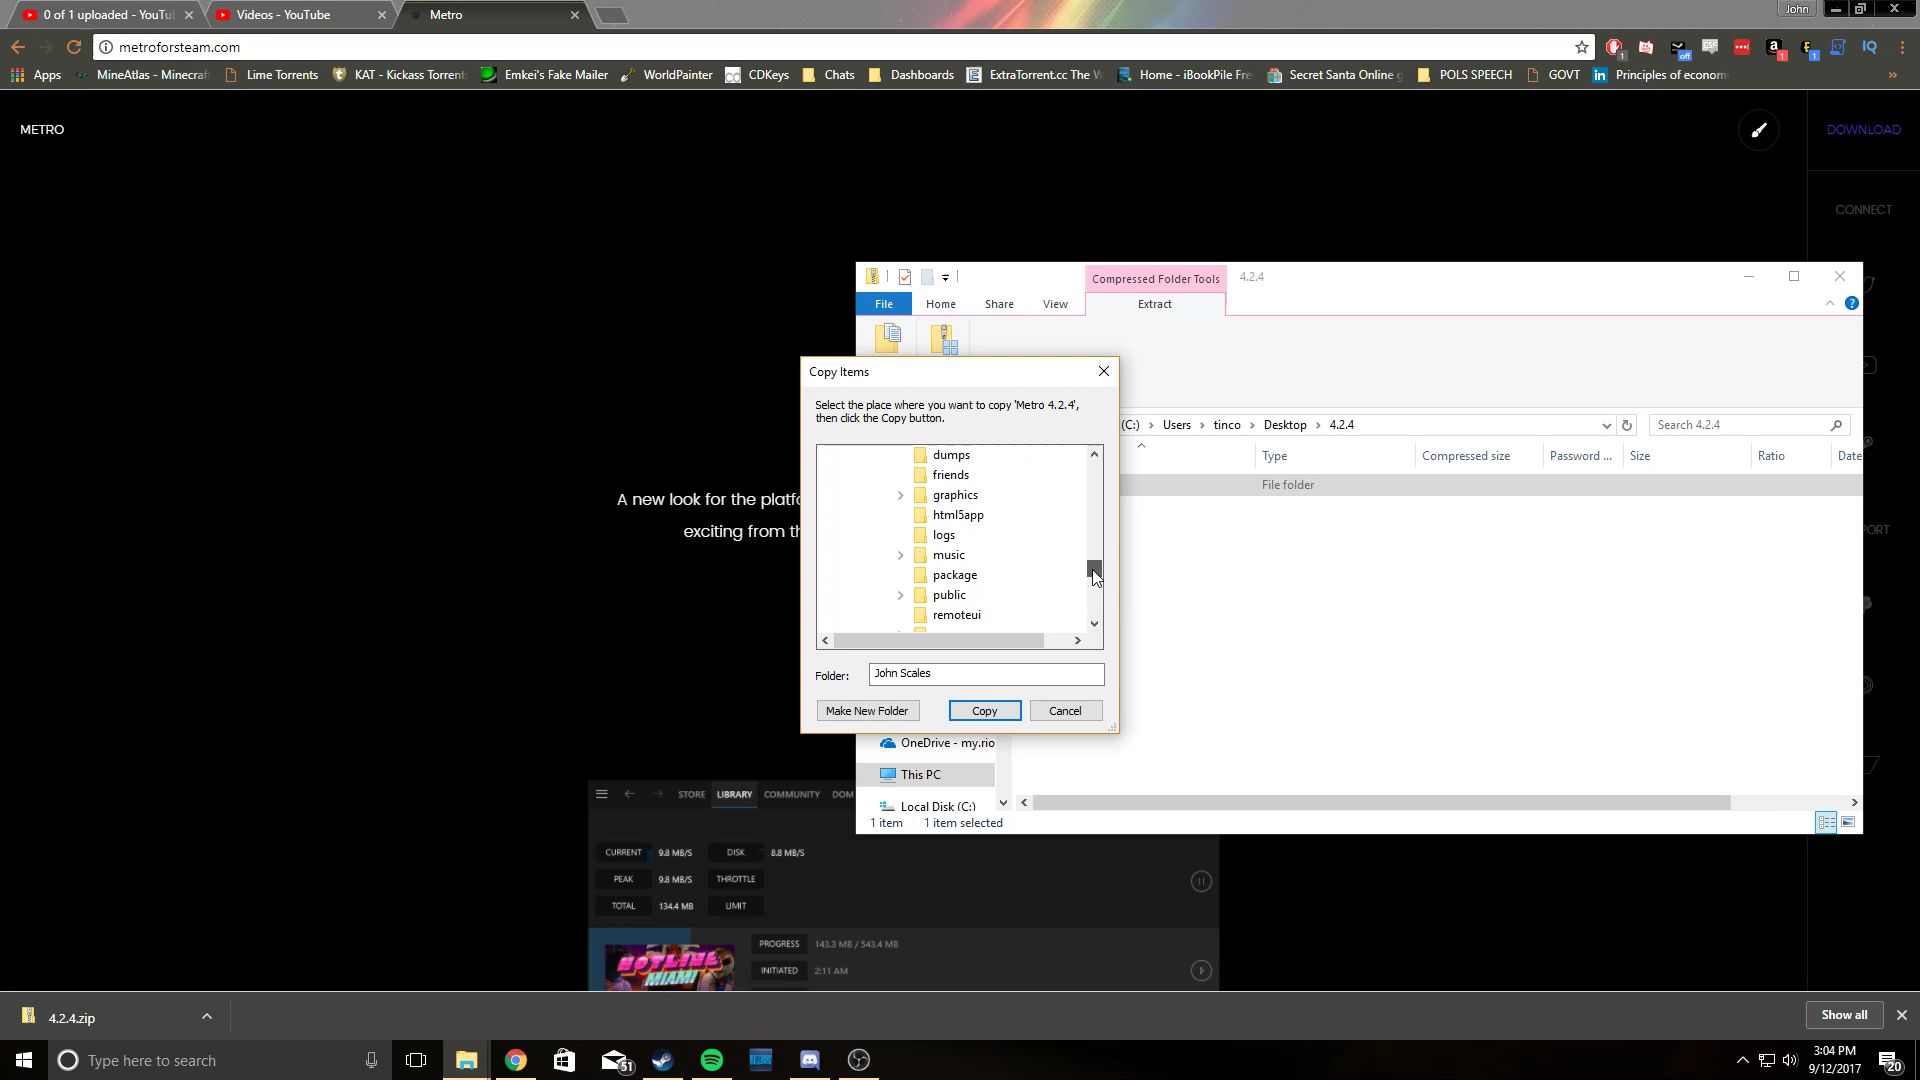 0 of 1 uploaded - YouTu
Videos - YouTube
Metro
John
metroforsteam.com
Apps
MineAtlas - Minecraf
Lime Torrents
KAT - Kickass Torrent
Emkei's Fake Mailer
WorldPainter
CDKeys
Chats
Dashboards
ExtraTorrent.cc The W
Home - iBookPile Fre
Secret Santa Online g
POLS SPEECH
GOVT
Principles of econom
METRO
DOWNLOAD
CONNECT
Compressed Folder Tools
4.2.4
File
Home
Share
View
Extract
Copy Items
Select the place where you want to copy 'Metro 4.2.4',
then click the Copy button.
dumps
friends
graphics
html5app
logs
music
package
public
remoteui
Folder:
John Scales
Make New Folder
Copy
Cancel
(C:) › Users › tinco › Desktop › 4.2.4
Search 4.2.4
Type
Compressed size
Password ...
Size
Ratio
Date
File folder
A new look for the platfo
exciting from th
PORT
OneDrive - my.rio
This PC
Local Disk (C:)
1 item
1 item selected
STORE
LIBRARY
COMMUNITY
DOM
CURRENT
9.8 MB/S
DISK
8.8 MB/S
PEAK
9.8 MB/S
THROTTLE
TOTAL
134.4 MB
LIMIT
PROGRESS
143.3 MB / 543.4 MB
INITIATED
2:11 AM
HOTLINE
MIAMI
4.2.4.zip
Show all
Type here to search
51
3:04 PM
9/12/2017
20